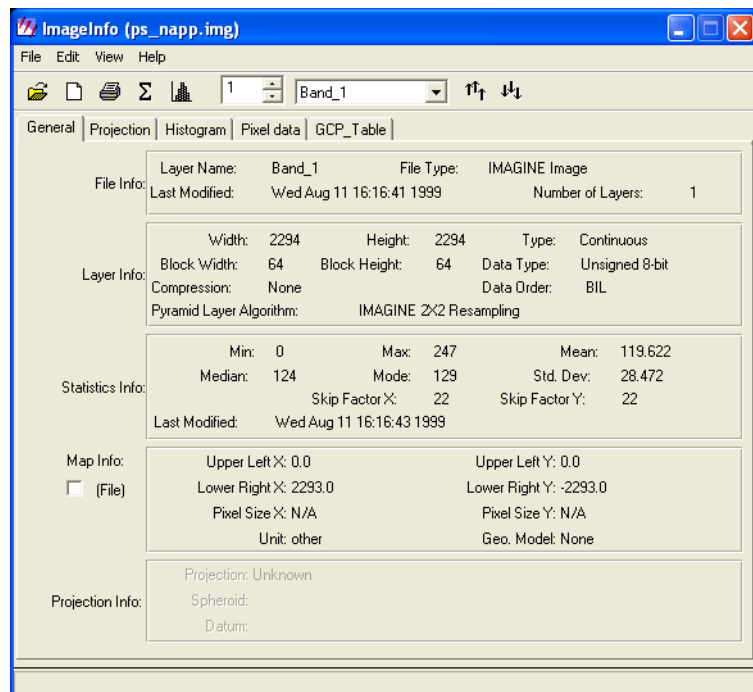 ImageInfo (ps_napp.img)
File Edit View Help
Σ 1 Band_1
General Projection Histogram Pixel data GCP_Table
File Info:
Layer Name: Band_1 File Type: IMAGINE Image
Last Modified: Wed Aug 11 16:16:41 1999 Number of Layers: 1
Layer Info:
Width: 2294 Height: 2294 Type: Continuous
Block Width: 64 Block Height: 64 Data Type: Unsigned 8-bit
Compression: None Data Order: BIL
Pyramid Layer Algorithm: IMAGINE 2X2 Resampling
Statistics Info:
Min: 0 Max: 247 Mean: 119.622
Median: 124 Mode: 129 Std. Dev: 28.472
Skip Factor X: 22 Skip Factor Y: 22
Last Modified: Wed Aug 11 16:16:43 1999
Map Info:
(File)
Upper Left X: 0.0 Upper Left Y: 0.0
Lower Right X: 2293.0 Lower Right Y: -2293.0
Pixel Size X: N/A Pixel Size Y: N/A
Unit: other Geo. Model: None
Projection Info:
Projection: Unknown
Spheroid:
Datum: